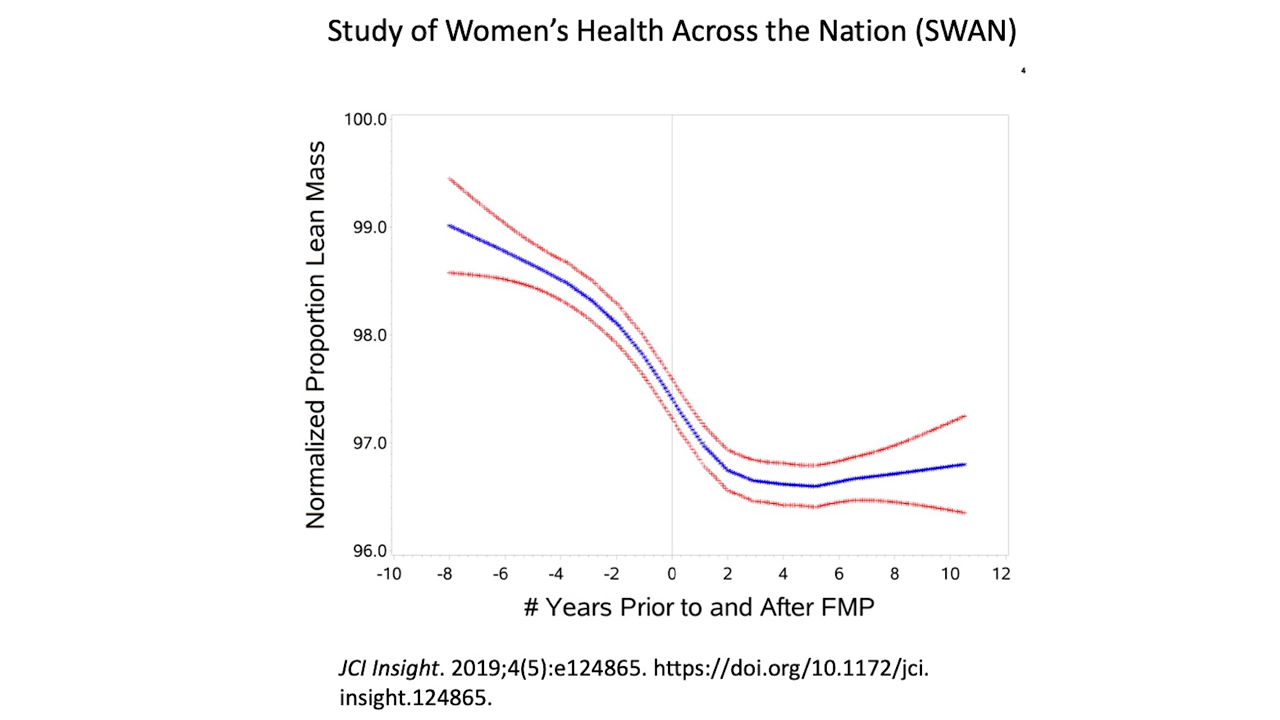 Study of Women’s Health Across the Nation (SWAN)
4
100.0
99.0
98.0
97.0
96.0
Normalized Proportion Lean Mass
-10 -8 -6 -4 -2 0 2 4 6 8 10 12
# Years Prior to and After FMP
JCI Insight. 2019;4(5):e124865. https://doi.org/10.1172/jci.
insight.124865.